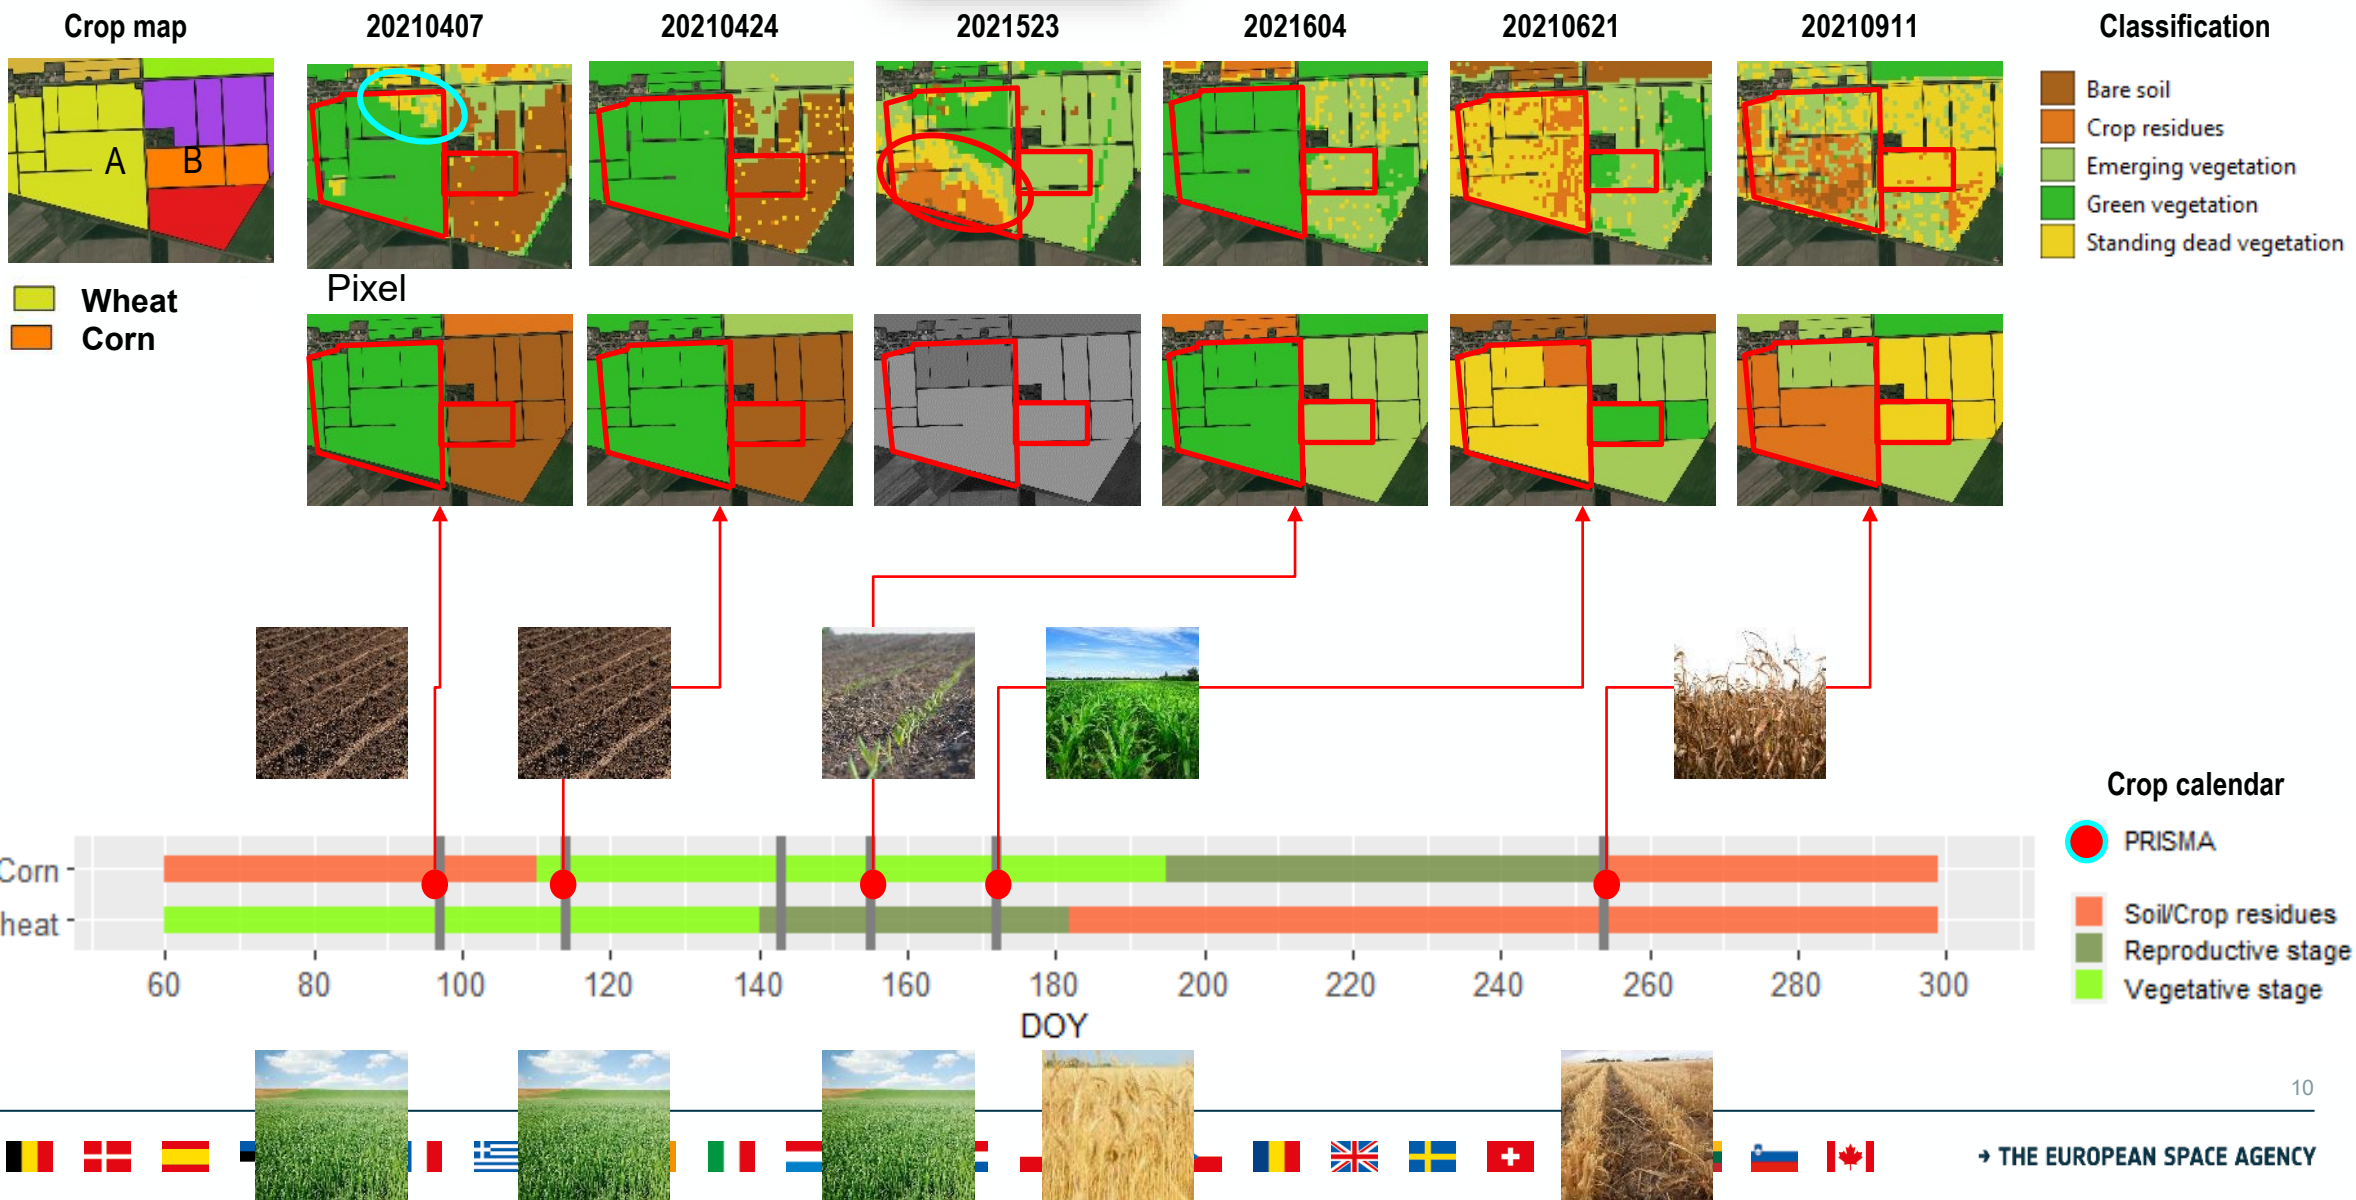 Crop map
20210407
20210424
2021523
2021604
20210621
20210911
Classification
A
B
Bare soil
Crop residues
Emerging vegetation
Green vegetation
Standing dead vegetation
Wheat
Corn
Pixel
Crop calendar
PRISMA
Corn
heat
Soil/Crop residues
Reproductive stage
Vegetative stage
60 80 100 120 140 160 180 200 220 240 260 280 300
DOY
10
→ THE EUROPEAN SPACE AGENCY